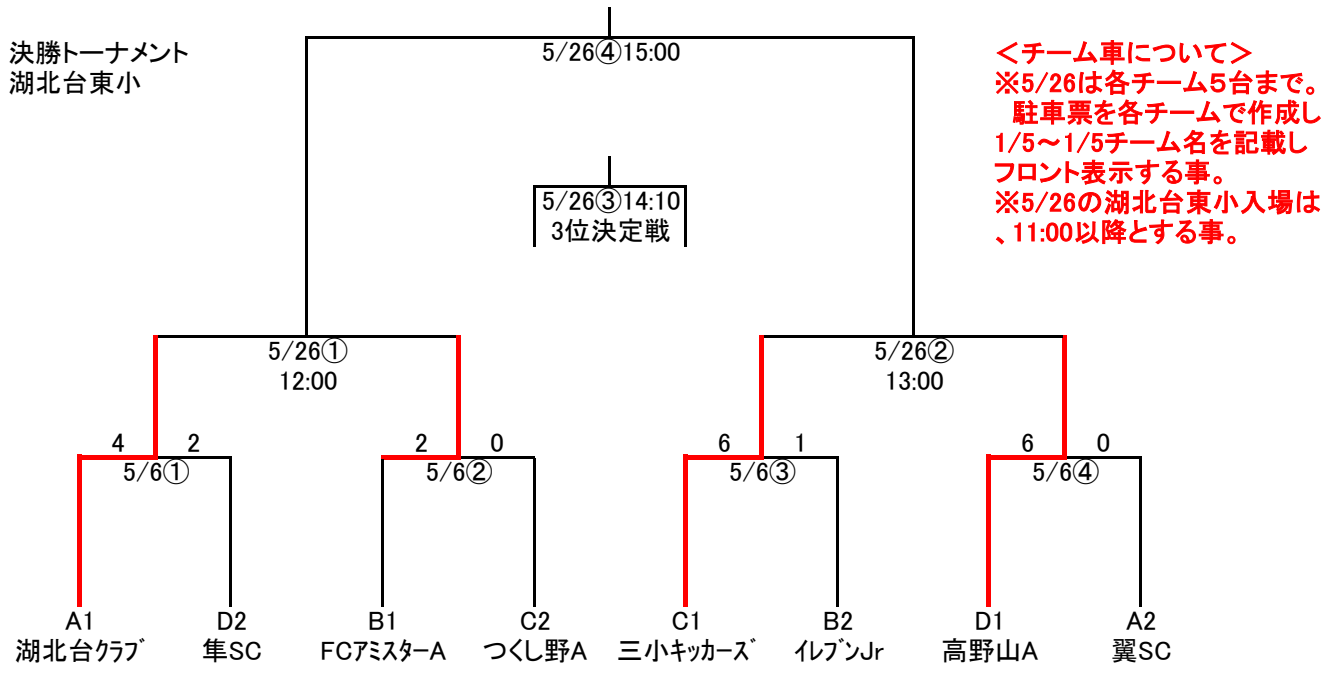 決勝トーナメント
湖北台東小
5/26④15:00
＜チーム車について＞
※5/26は各チーム５台まで。
駐車票を各チームで作成し
1/5～1/5チーム名を記載し
フロント表示する事。
※5/26の湖北台東小入場は
、11:00以降とする事。
5/26③14:10
3位決定戦
5/26①
12:00
5/26②
13:00
4 2
5/6①
2 0
5/6②
6 1
5/6③
6 0
5/6④
A1
湖北台ｸﾗﾌﾞ
D2
隼SC
B1
FCｱﾐｽﾀｰA
C2
つくし野A
C1
三小ｷｯｶｰｽﾞ
B2
ｲﾚﾌﾞﾝJr
D1
高野山A
A2
翼SC